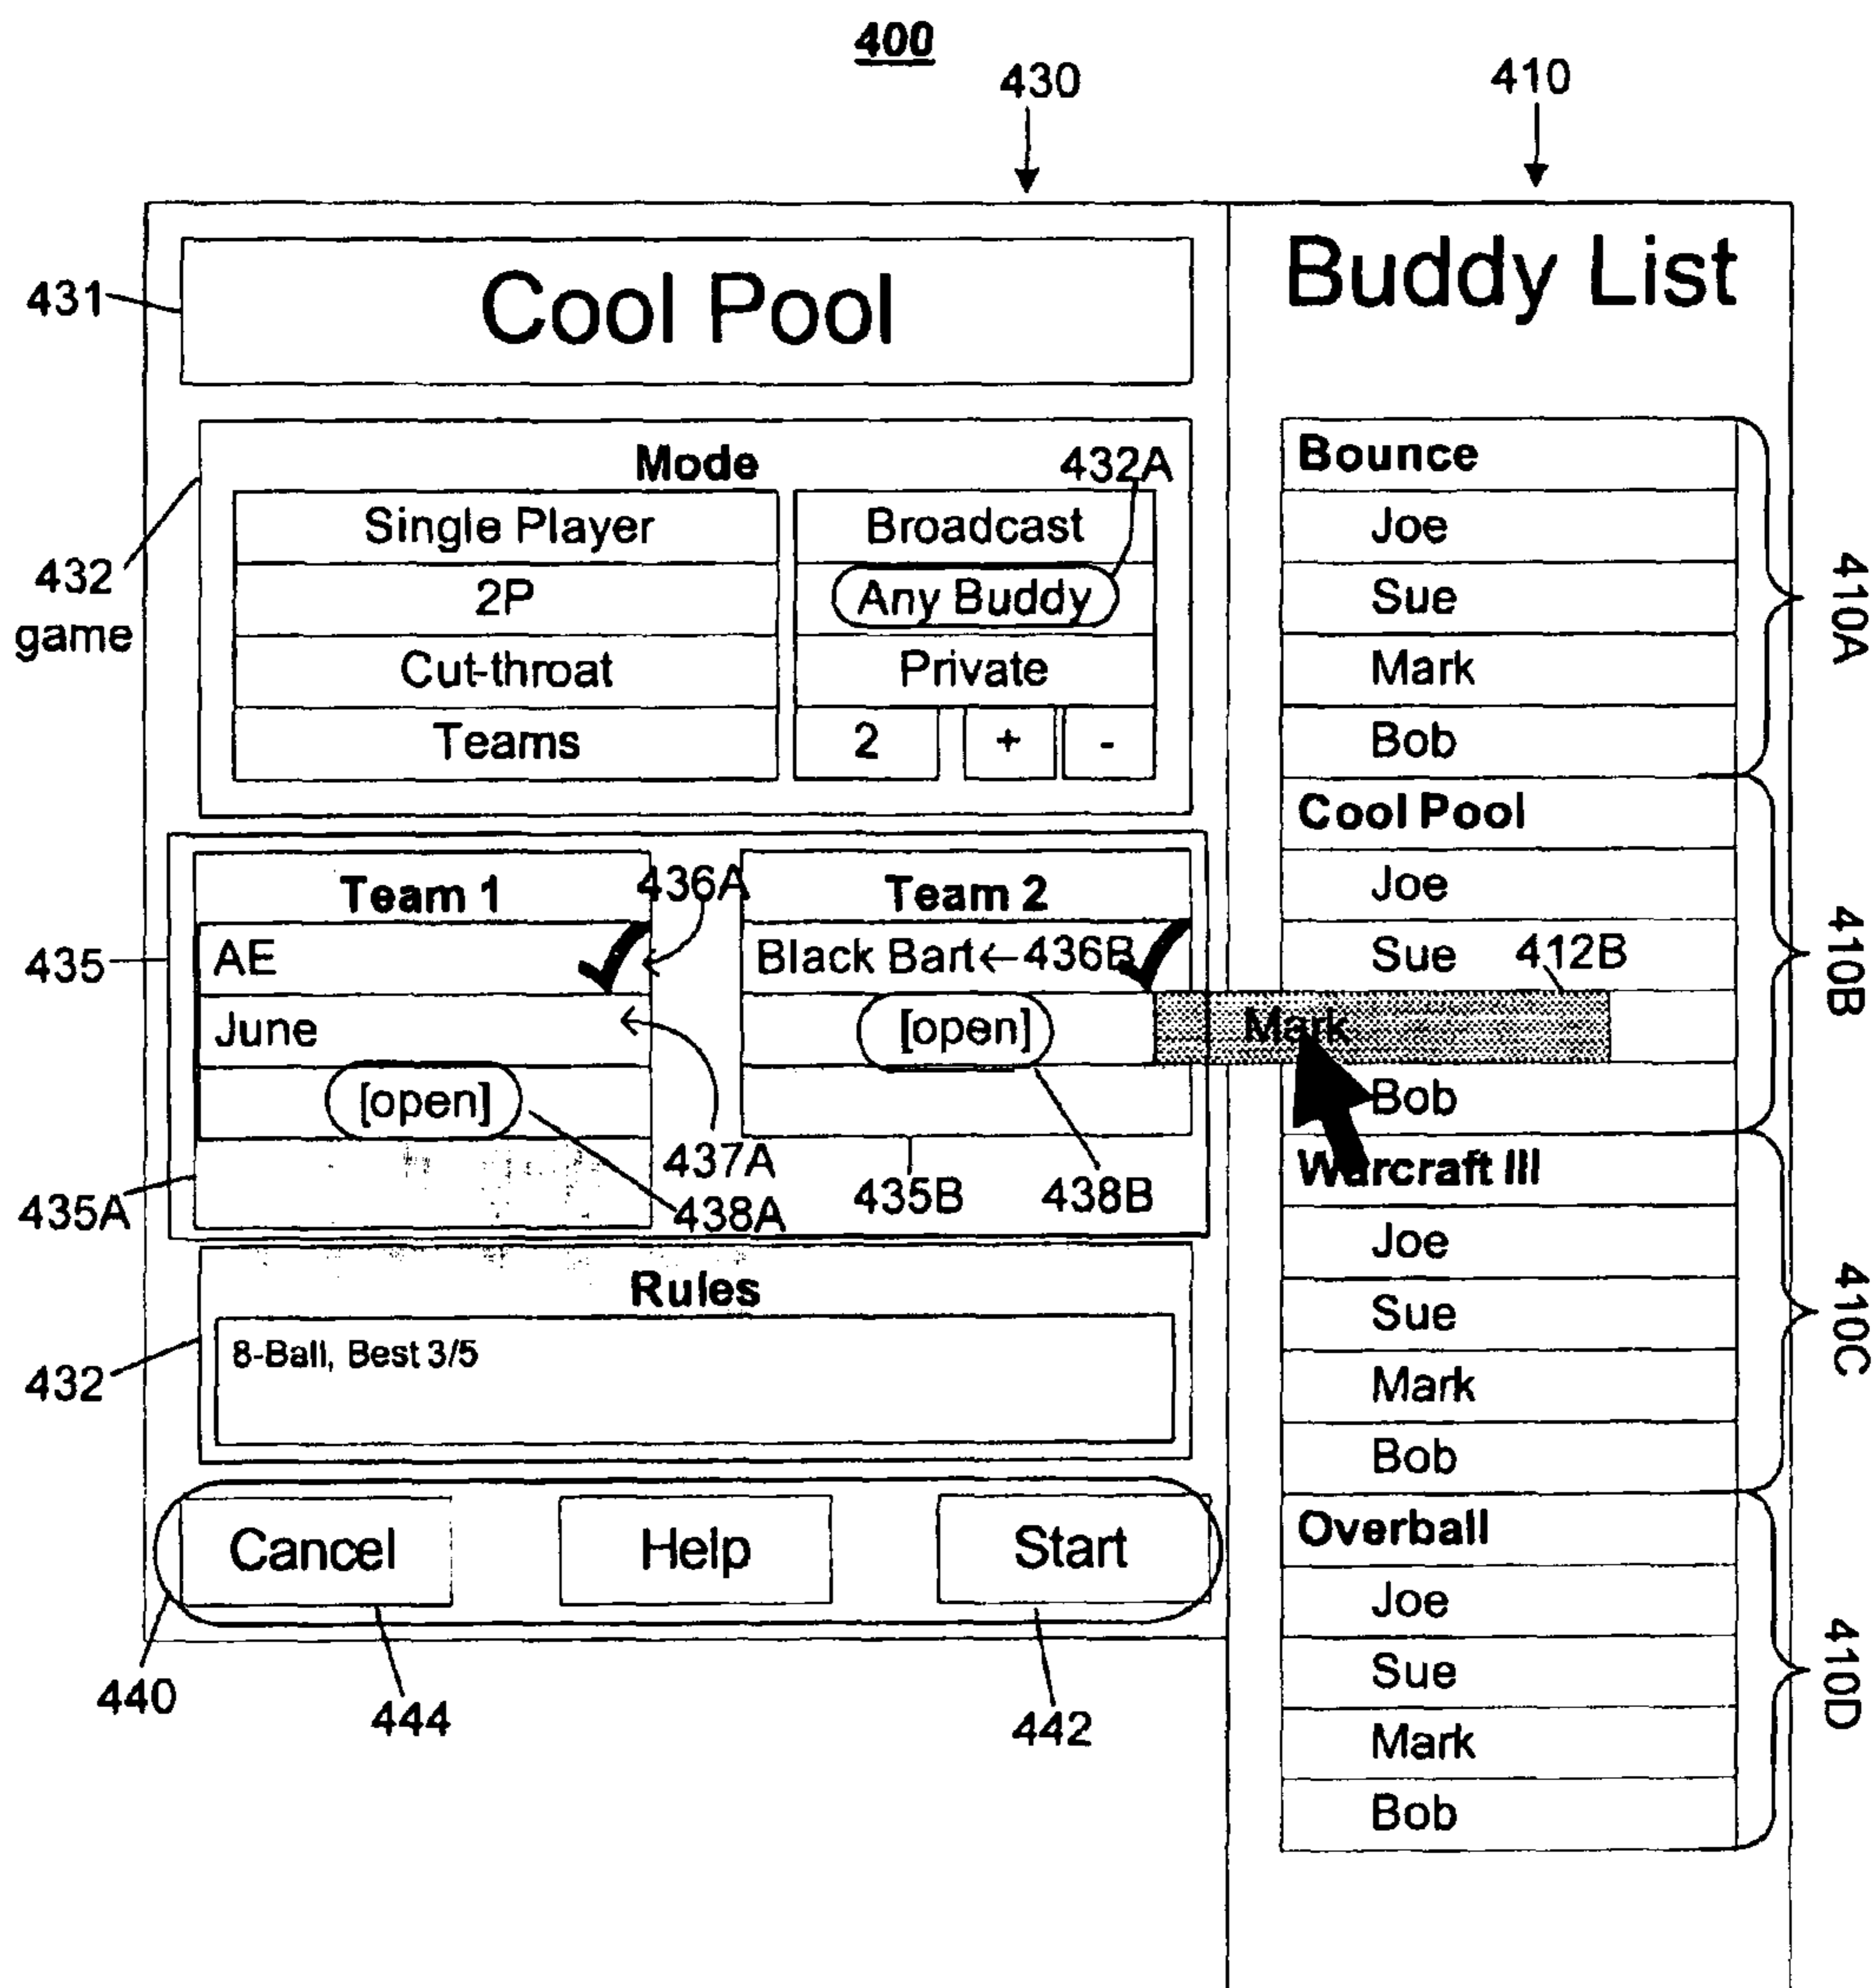 400
430
410
431
Cool Pool
Buddy List
Mode
432A
432
game
Single Player
Broadcast
2P
Any Buddy
Cut-throat
Private
Teams
2
+
-
435
Team 1
436A
Team 2
AE
Black Bart ← 436B
June
[open]
[open]
437A
435A
438A
435B
438B
Rules
432
8-Ball, Best 3/5
Cancel
Help
Start
440
444
442
Bounce
Joe
Sue
Mark
Bob
410A
Cool Pool
Joe
Sue
412B
Mark
Bob
410B
Warcraft III
Joe
Sue
Mark
Bob
410C
Overball
Joe
Sue
Mark
Bob
410D